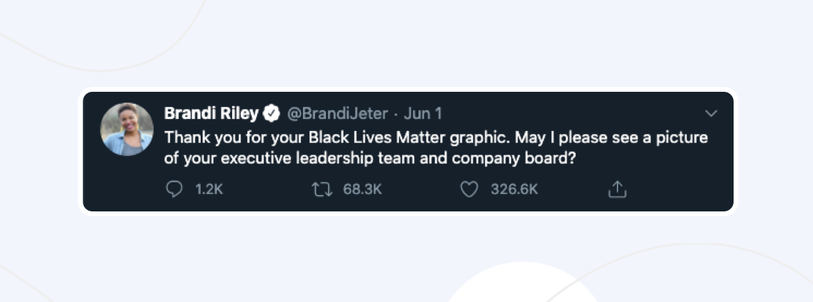 Brandi Riley @BrandiJeter · Jun 1
Thank you for your Black Lives Matter graphic. May I please see a picture
of your executive leadership team and company board?
1.2K 68.3K 326.6K